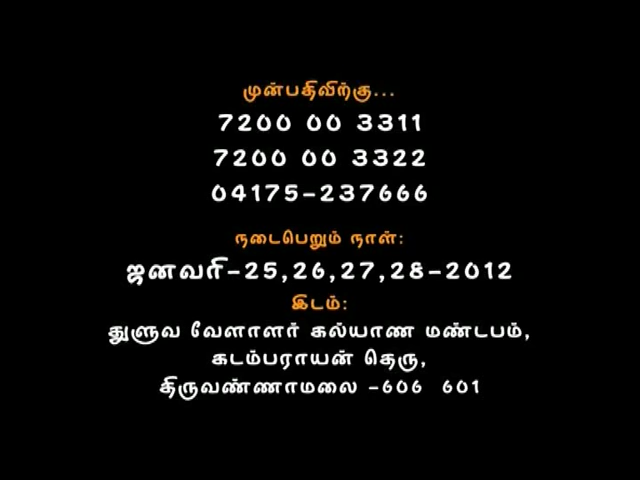 முன்பதிவிற்கு...
7200 00 3311
7200 00 3322
04175-237666
நடைபெறும் நாள்:
ஜனவரி-25,26,27,28-2012
இடம்:
துளுவ வேளாளர் கல்யாண மண்டபம்,
கடம்பராயன் தெரு,
திருவண்ணாமலை -606 601